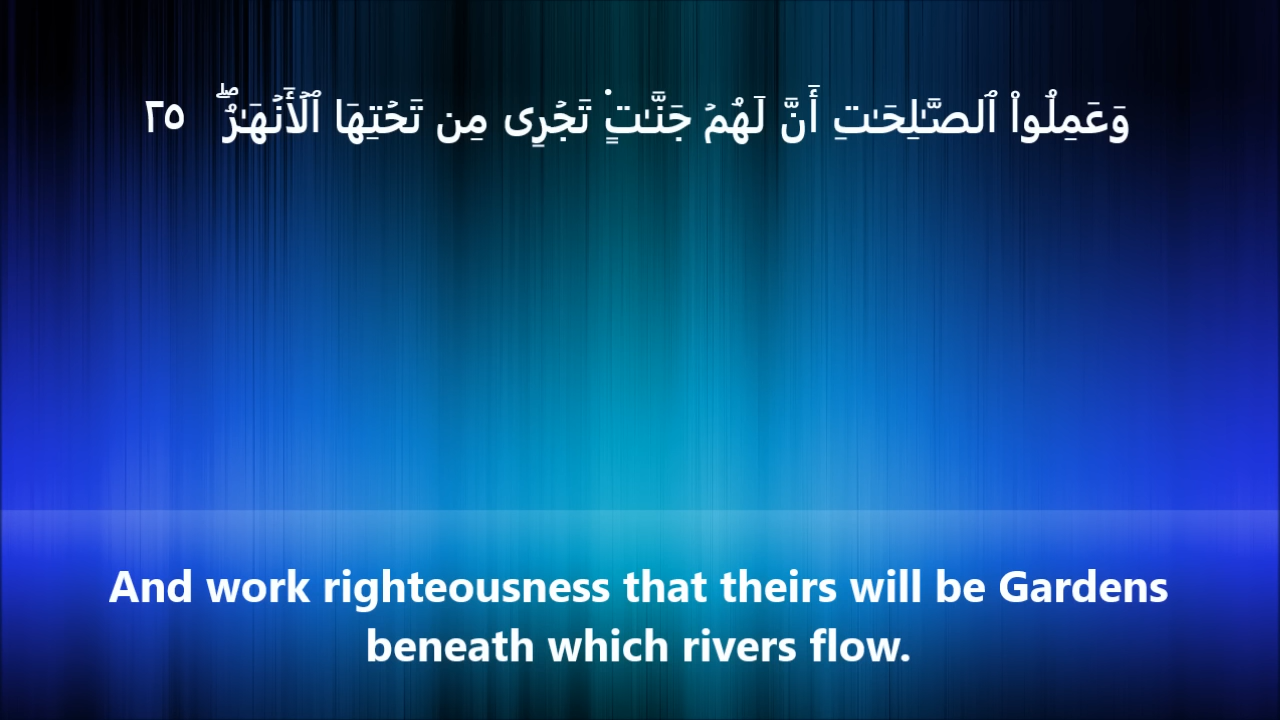 وَعَمِلُوا۟ ٱلصَّـٰلِحَـٰتِ أَنَّ لَهُمۡ جَنَّـٰتٍۢ تَجۡرِى مِن تَحۡتِهَا ٱلۡأَنۡهَـٰرُۖ ٢٥
And work righteousness that theirs will be Gardens
beneath which rivers flow.